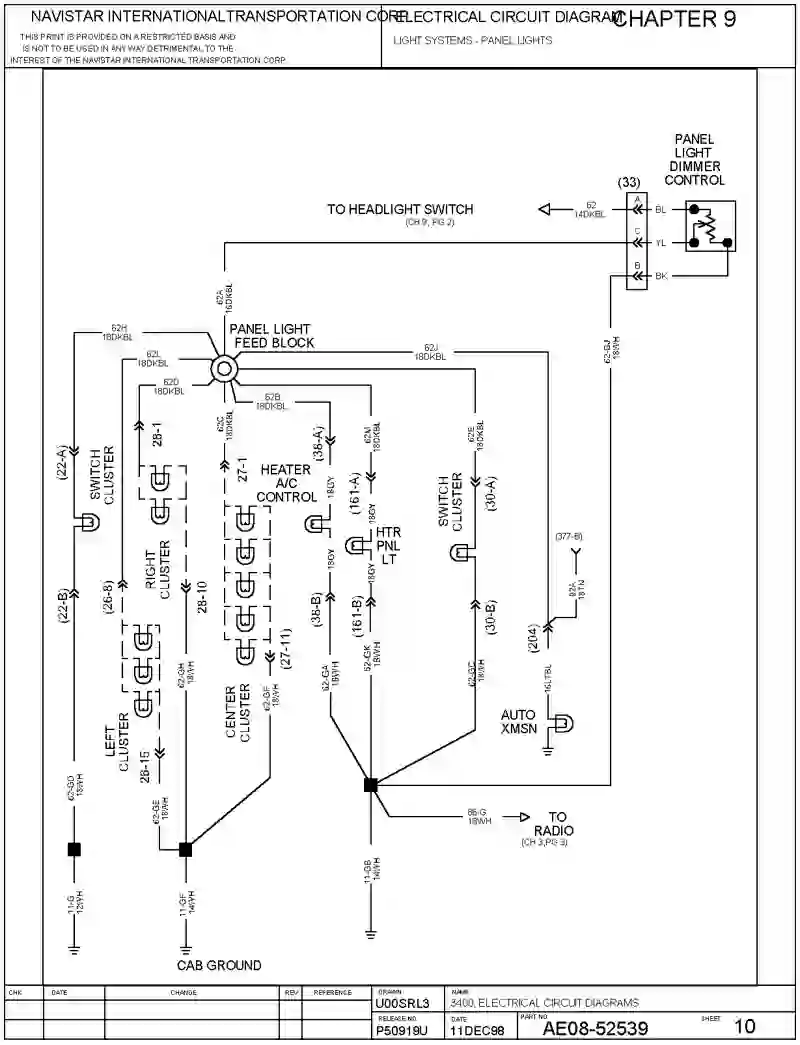 NAVISTAR INTERNATIONALTRANSPORTATION CORP.
THIS PRINT IS PROVIDED ON A RESTRICTED BASIS AND
IS NOT TO BE USED IN ANY WAY DETRIMENTAL TO THE
INTEREST OF THE NAVISTAR INTERNATIONAL TRANSPORTATION CORP
ELECTRICAL CIRCUIT DIAGRAM
CHAPTER 9
LIGHT SYSTEMS - PANEL LIGHTS
PANEL
LIGHT
DIMMER
CONTROL
(33)
TO HEADLIGHT SWITCH
(CH 9, PG 2)
62
14DKBL
A
BL
C
YL
B
BK
62A
16DKBL
62-GJ
18WH
PANEL LIGHT
FEED BLOCK
62H
18DKBL
62L
18DKBL
62D
18DKBL
62J
18DKBL
62B
18DKBL
62C
18DKBL
62M
18DKBL
62E
18DKBL
(22-A)
SWITCH
CLUSTER
28-1
27-1
HEATER
A/C
CONTROL
(38-A)
18GY
(161-A)
18GY
SWITCH
CLUSTER
(30-A)
HTR
PNL
LT
(377-B)
92A
18TN
(22-B)
(26-8)
RIGHT
CLUSTER
28-10
18GY
(38-B)
18GY
(161-B)
(30-B)
(204)
(27-11)
62-GH
18WH
62-GF
18WH
62-GA
18WH
62-GK
18WH
62-GC
18WH
16LTBL
LEFT
CLUSTER
CENTER
CLUSTER
AUTO
XMSN
26-15
62-GD
18WH
62-GE
18WH
86-G
18WH
TO
RADIO
(CH 3,PG 3)
11-G
12WH
11-GF
14WH
11-GB
14WH
CAB GROUND
CHK
DATE
CHANGE
REV
REFERENCE
DRAWN
U00SRL3
NAME
3400, ELECTRICAL CIRCUIT DIAGRAMS
RELEASE NO.
P50919U
DATE
11DEC98
PART NO.
AE08-52539
SHEET
10